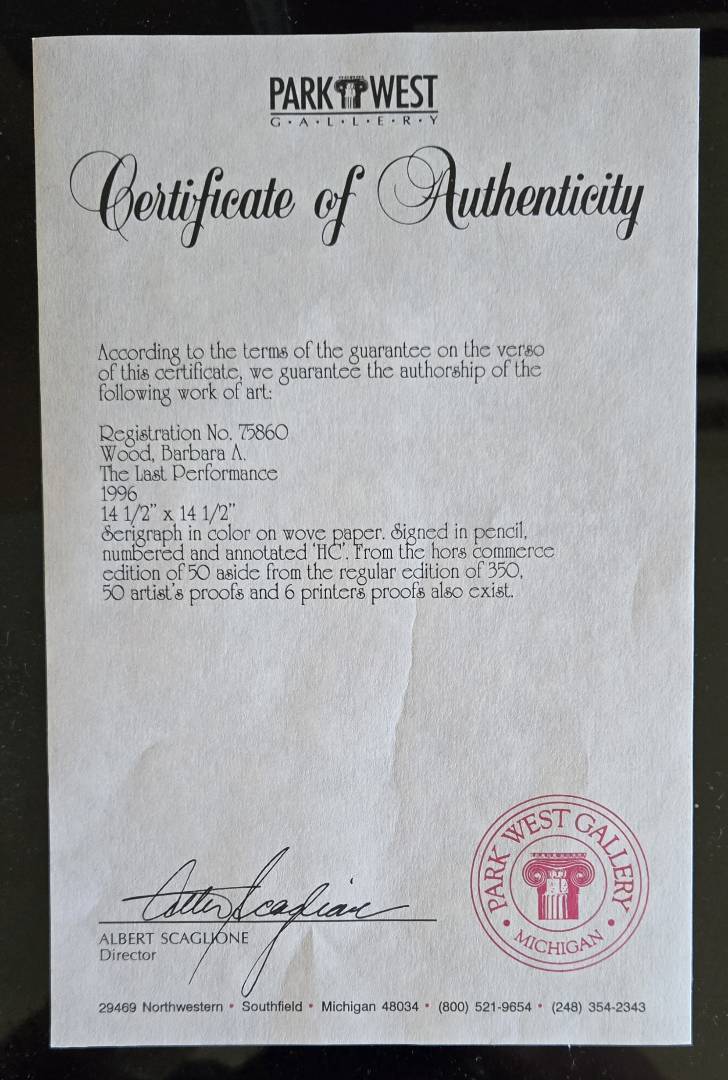 PARK WEST
G·A·L·L·E·R·Y
Certificate of Authenticity
According to the terms of the guarantee on the verso
of this certificate, we guarantee the authorship of the
following work of art:
Registration No. 75860
Wood, Barbara A.
The Last Performance
1996
14 1/2" x 14 1/2"
Serigraph in color on wove paper. Signed in pencil,
numbered and annotated 'HC'. From the hors commerce
edition of 50 aside from the regular edition of 350,
50 artist's proofs and 6 printers proofs also exist.
ALBERT SCAGLIONE
Director
PARK WEST GALLERY
• MICHIGAN •
29469 Northwestern • Southfield • Michigan 48034 • (800) 521-9654 • (248) 354-2343